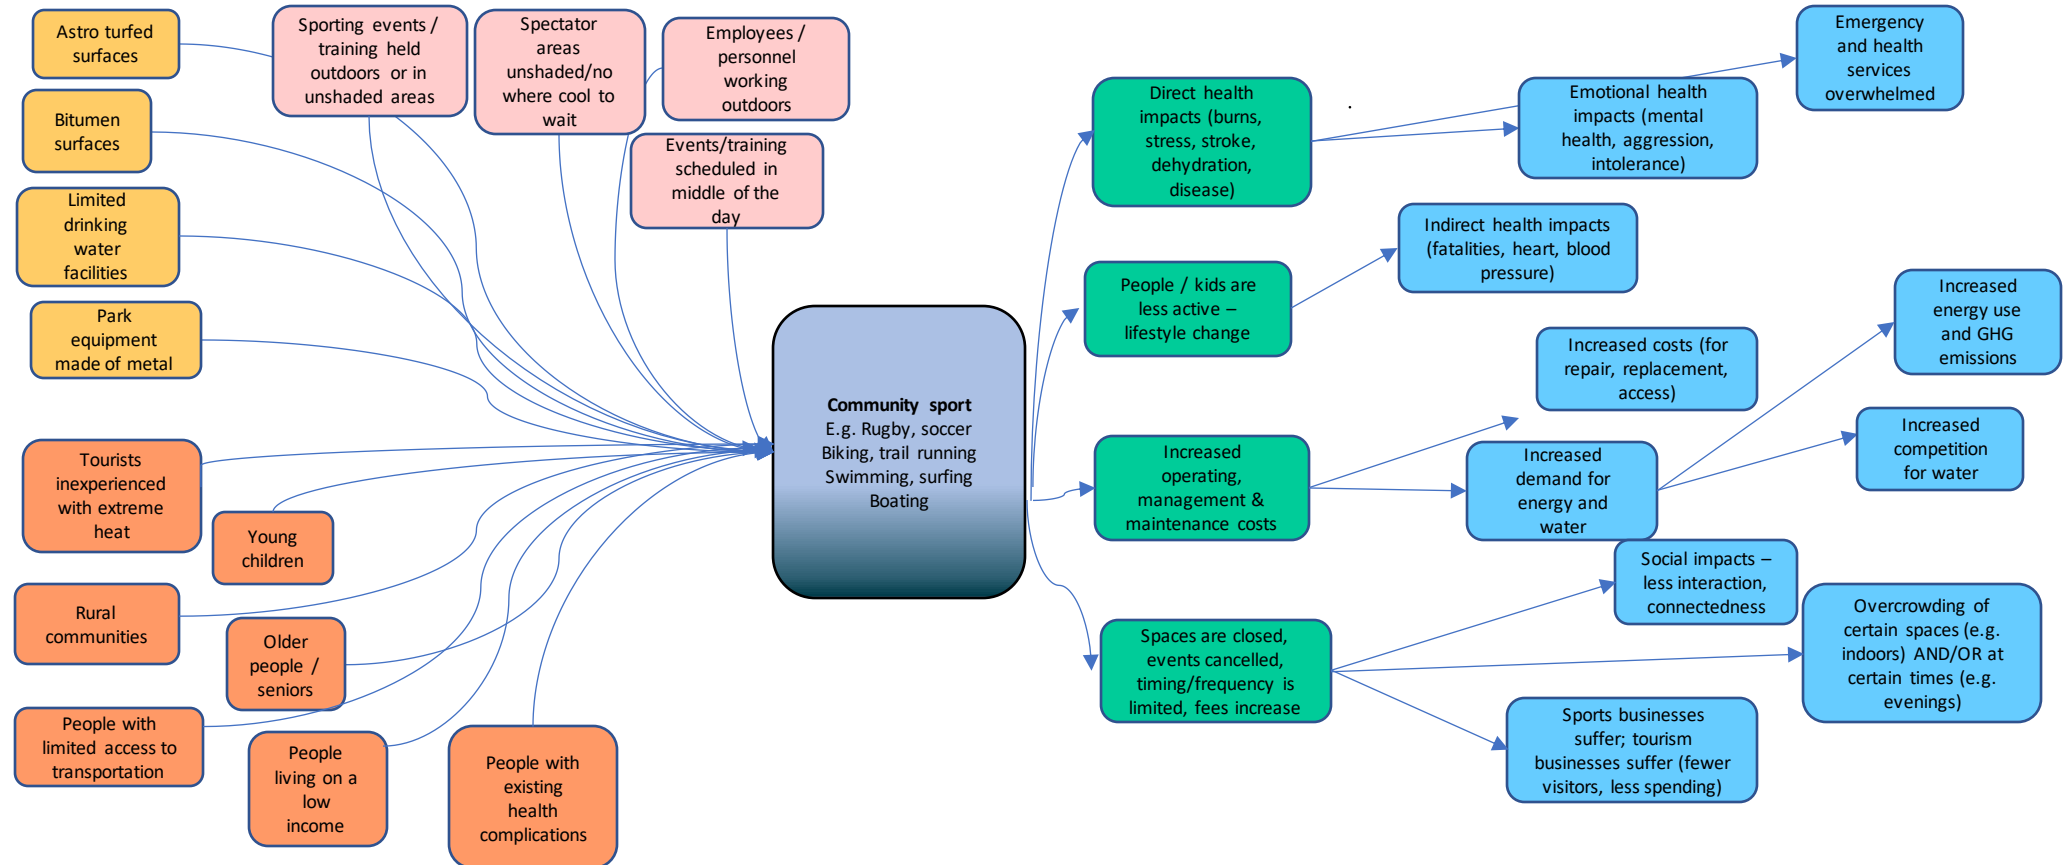 Astro turfed
surfaces
Bitumen
surfaces
Limited
drinking
water
facilities
Park
equipment
made of metal
Sporting events /
training held
outdoors or in
unshaded areas
Spectator
areas
unshaded/no
where cool to
wait
Employees /
personnel
working
outdoors
Events/training
scheduled in
middle of the
day
Tourists
inexperienced
with extreme
heat
Young
children
Rural
communities
Older
people /
seniors
People with
limited access to
transportation
People
living on a
low
income
People with
existing
health
complications
Community sport
E.g. Rugby, soccer
Biking, trail running
Swimming, surfing
Boating
Direct health
impacts (burns,
stress, stroke,
dehydration,
disease)
People / kids are
less active –
lifestyle change
Increased
operating,
management &
maintenance costs
Spaces are closed,
events cancelled,
timing/frequency is
limited, fees increase
Emergency
and health
services
overwhelmed
Emotional health
impacts (mental
health, aggression,
intolerance)
Indirect health impacts
(fatalities, heart, blood
pressure)
Increased costs (for
repair, replacement,
access)
Increased
demand for
energy and
water
Increased
energy use
and GHG
emissions
Increased
competition
for water
Social impacts –
less interaction,
connectedness
Overcrowding of
certain spaces (e.g.
indoors) AND/OR at
certain times (e.g.
evenings)
Sports businesses
suffer; tourism
businesses suffer (fewer
visitors, less spending)